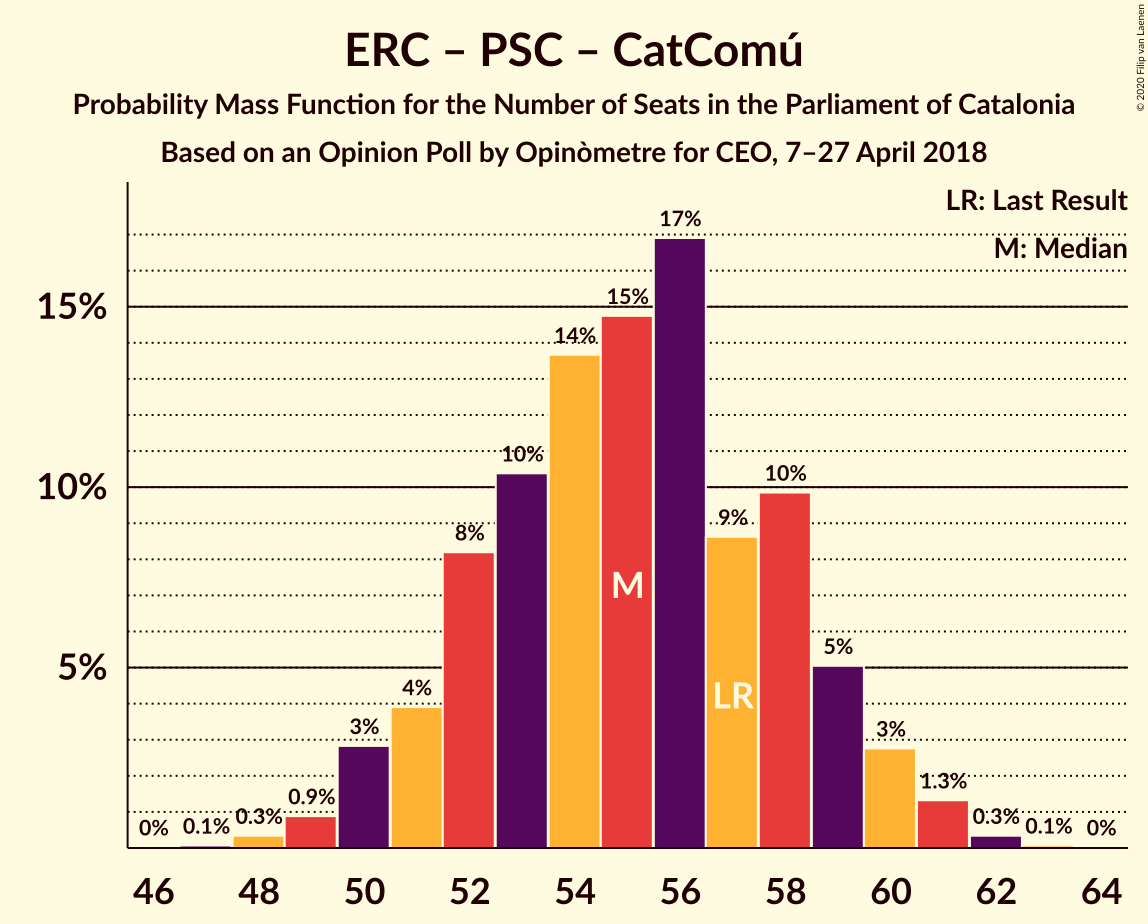 ERC – PSC – CatComú
Probability Mass Function for the Number of Seats in the Parliament of Catalonia
Based on an Opinion Poll by Opinòmetre for CEO, 7–27 April 2018
© 2020 Filip van Laenen
LR: Last Result
M: Median
15%
10%
5%
0%
0.1%
0.3%
0.9%
3%
4%
8%
10%
14%
15%
17%
9%
10%
5%
3%
1.3%
0.3%
0.1%
0%
M
LR
46 48 50 52 54 56 58 60 62 64